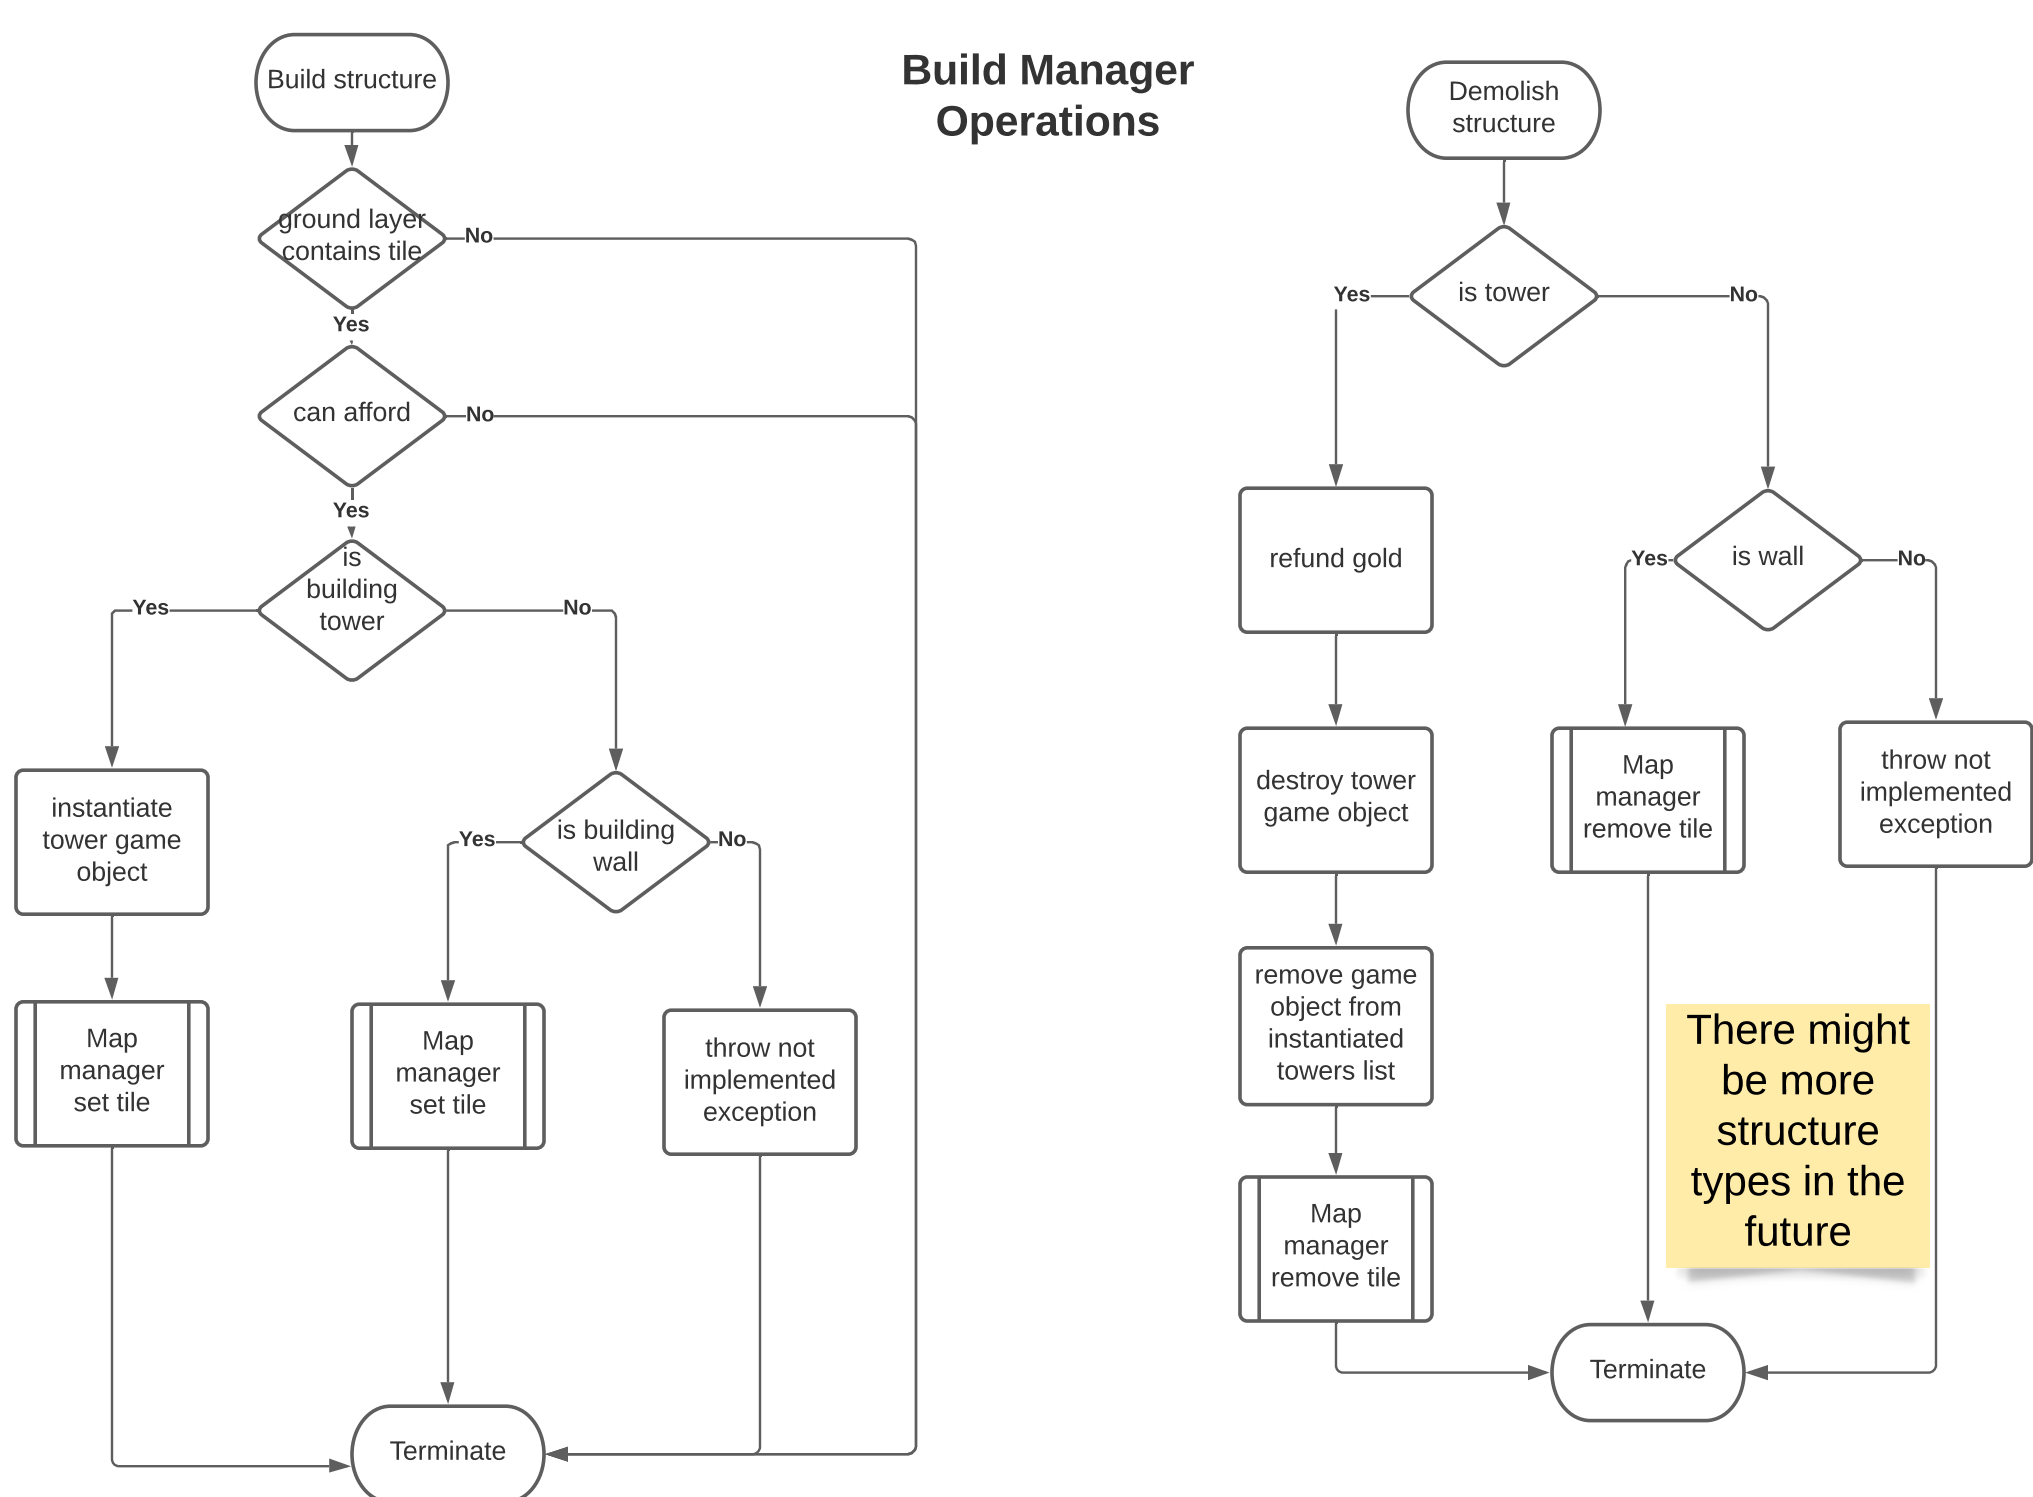 Build Manager
Operations
Build structure
ground layer
contains tile
No
Yes
can afford
No
Yes
is
building
tower
Yes
No
instantiate
tower game
object
is building
wall
Yes
No
Map
manager
set tile
Map
manager
set tile
throw not
implemented
exception
Terminate
Demolish
structure
is tower
Yes
No
refund gold
is wall
Yes
No
destroy tower
game object
Map
manager
remove tile
throw not
implemented
exception
remove game
object from
instantiated
towers list
There might
be more
structure
types in the
future
Map
manager
remove tile
Terminate